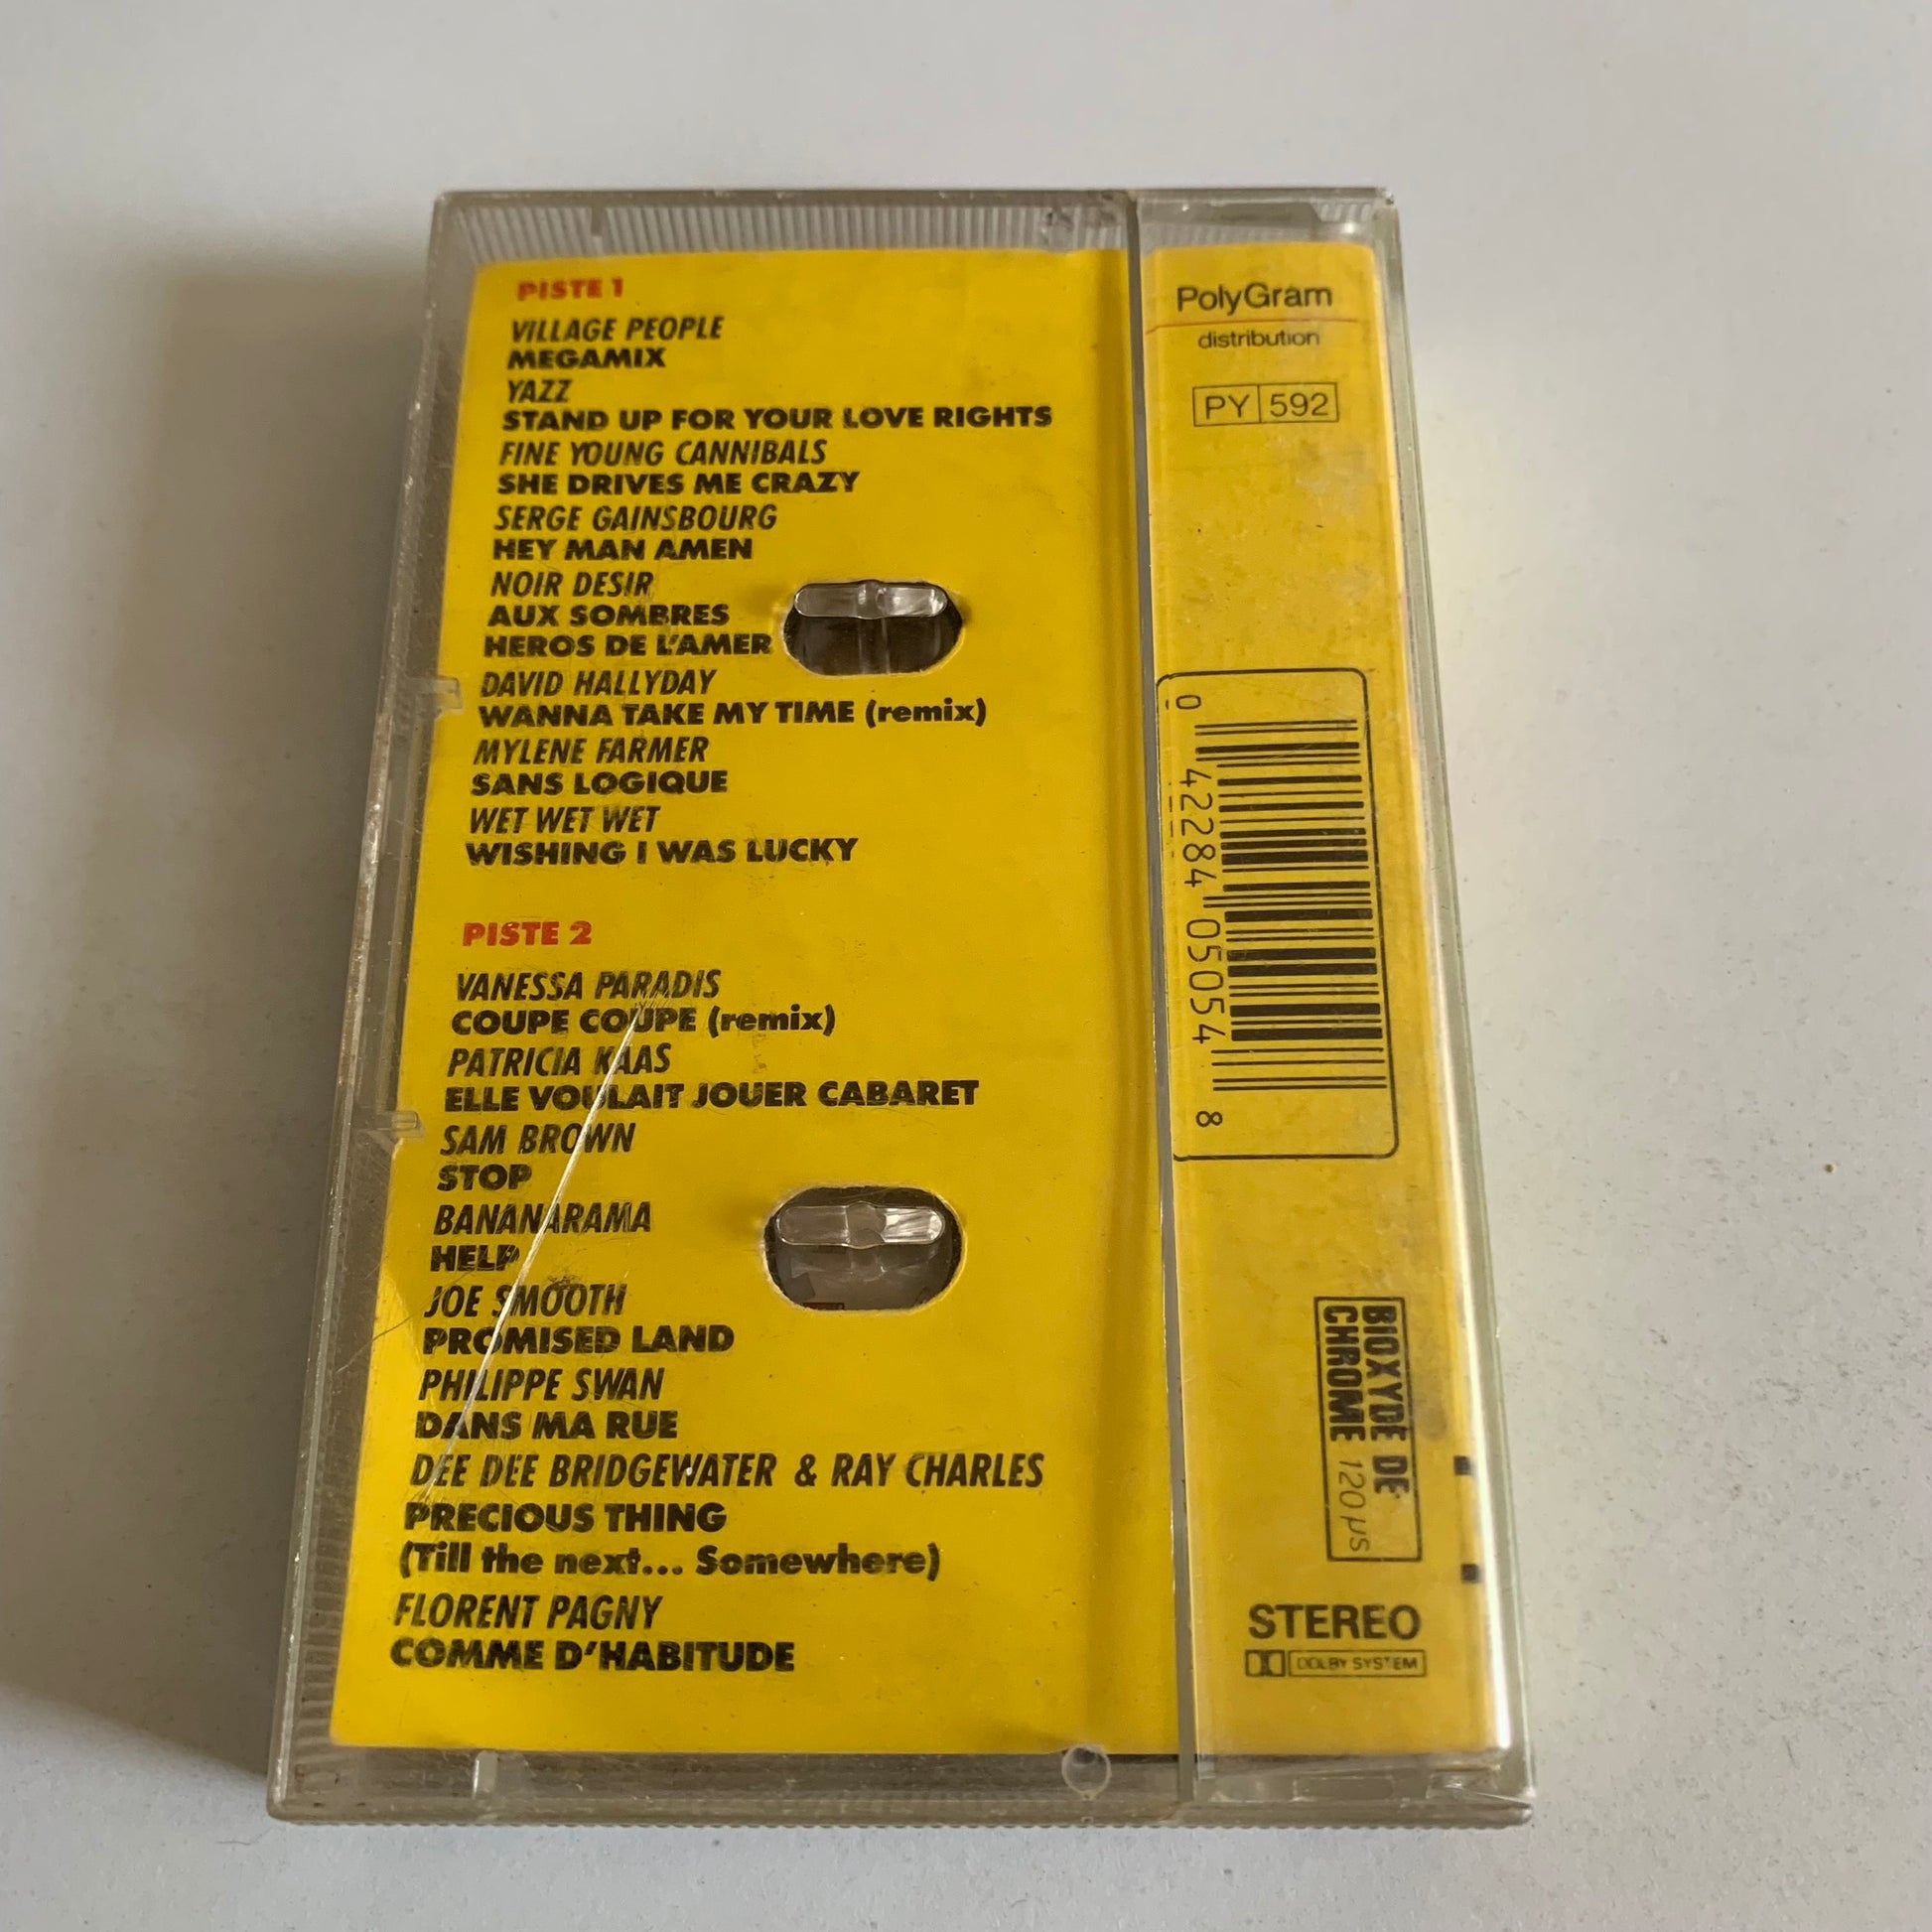 PISTE 1
VILLAGE PEOPLE
MEGAMIX
YAZZ
STAND UP FOR YOUR LOVE RIGHTS
FINE YOUNG CANNIBALS
SHE DRIVES ME CRAZY
SERGE GAINSBOURG
HEY MAN AMEN
NOIR DESIR
AUX SOMBRES
HEROS DE L'AMER
DAVID HALLYDAY
WANNA TAKE MY TIME (remix)
MYLENE FARMER
SANS LOGIQUE
WET WET WET
WISHING I WAS LUCKY
PISTE 2
VANESSA PARADIS
COUPE COUPE (remix)
PATRICIA KAAS
ELLE VOULAIT JOUER CABARET
SAM BROWN
STOP
BANANARAMA
HELP
JOE SMOOTH
PROMISED LAND
PHILIPPE SWAN
DANS MA RUE
DEE DEE BRIDGEWATER & RAY CHARLES
PRECIOUS THING
(Till the next... Somewhere)
FLORENT PAGNY
COMME D'HABITUDE
PolyGram
distribution
PY 592
0 42284 05054 8
BIOXYDE DE
CHROME 120 µs
STEREO
DOLBY SYSTEM